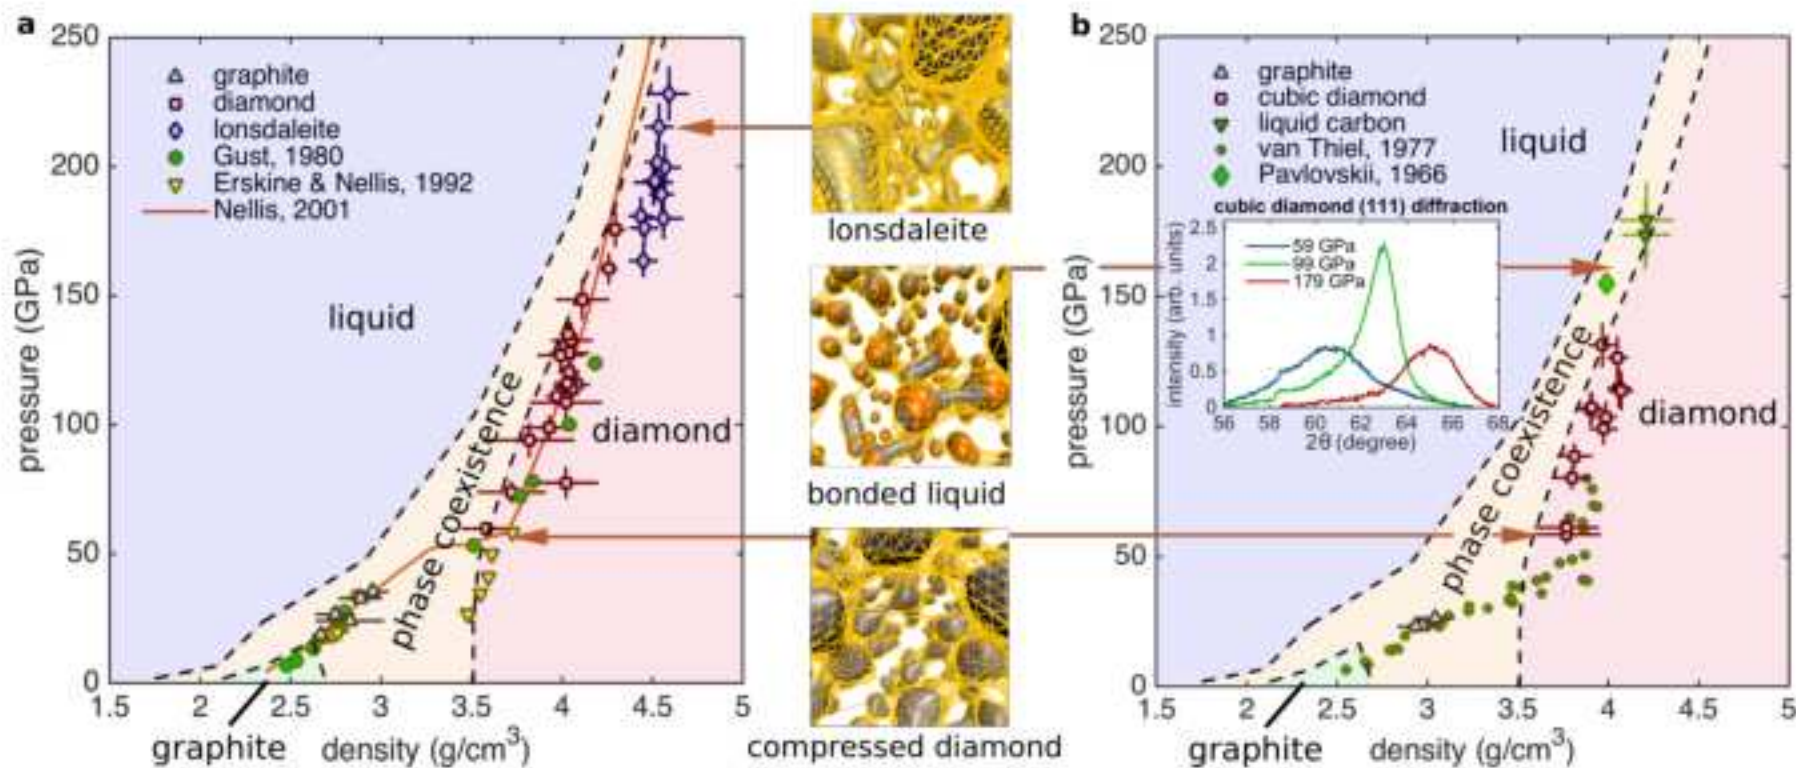 a
250
200
150
100
50
0
pressure (GPa)
graphite
diamond
lonsdaleite
Gust, 1980
Erskine & Nellis, 1992
Nellis, 2001
liquid
phase coexistence
diamond
1.5 2 2.5 3 3.5 4 4.5 5
graphite
density (g/cm³)
lonsdaleite
bonded liquid
compressed diamond
b
250
200
150
100
50
0
pressure (GPa)
graphite
cubic diamond
liquid carbon
van Thiel, 1977
Pavlovskii, 1966
liquid
cubic diamond (111) diffraction
2.5
2
1.5
1
0.5
0
intensity (arb. units)
59 GPa
99 GPa
179 GPa
56 58 60 62 64 66 68
2θ (degree)
phase coexistence
diamond
1.5 2 2.5 3 3.5 4 4.5 5
graphite
density (g/cm³)